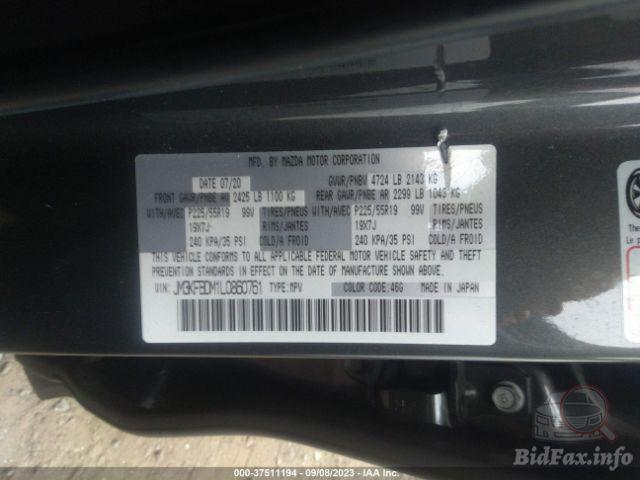 MFD. BY MAZDA MOTOR CORPORATION
DATE 07/20 GVWR/PNBV 4724 LB 2143 KG
FRONT GAWR/PNBE AV 2425 LB 1100 KG REAR GAWR/PNBE AR 2299 LB 1043 KG
WITH/AVEC P225/55R19 99V TIRES/PNEUS WITH/AVEC P225/55R19 99V TIRES/PNEUS
19X7J RIMS/JANTES 19X7J RIMS/JANTES
240 KPA/35 PSI COLD/A FROID 240 KPA/35 PSI COLD/A FROID
THIS VEHICLE CONFORMS TO ALL APPLICABLE FEDERAL MOTOR VEHICLE SAFETY AND THEFT
PREVENTION STANDARDS IN EFFECT ON THE DATE OF MANUFACTURE SHOWN ABOVE.
VIN: JM3KFBDM1L0860761 TYPE:MPV COLOR CODE:46G MADE IN JAPAN
BidFax.info
000-37511194 - 09/08/2023 - IAA Inc.